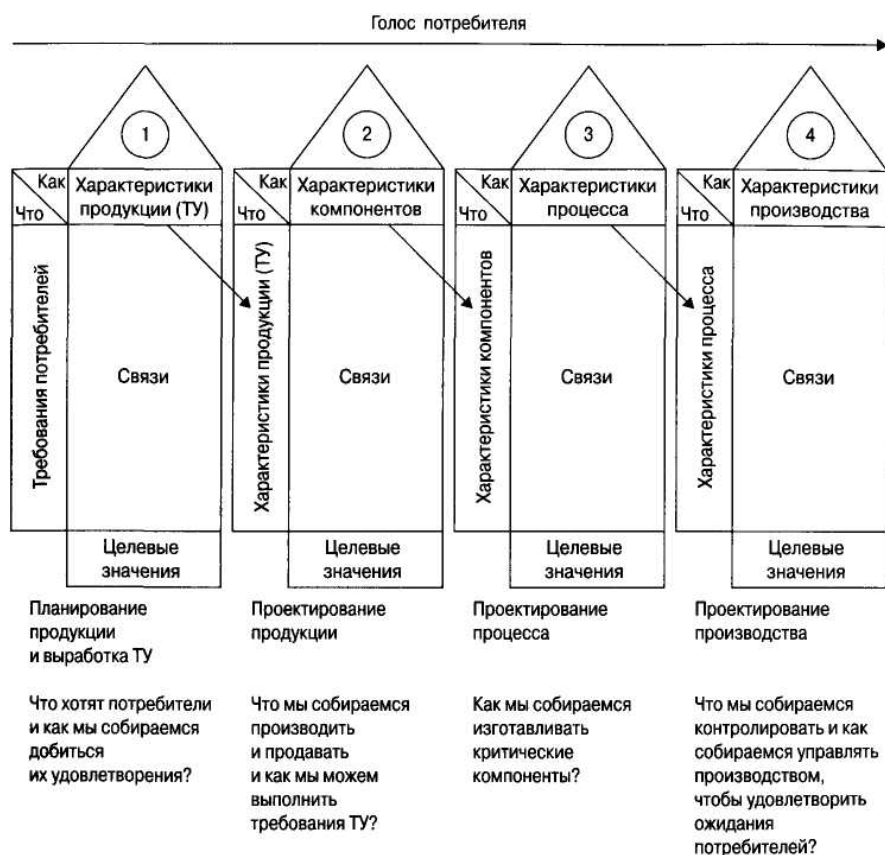 Голос потребителя
1
2
3
4
Как
Что
Характеристики
продукции (ТУ)
Как
Что
Характеристики
компонентов
Как
Что
Характеристики
процесса
Как
Что
Характеристики
производства
Требования потребителей
Связи
Характеристики продукции (ТУ)
Связи
Характеристики компонентов
Связи
Характеристики процесса
Связи
Целевые
значения
Целевые
значения
Целевые
значения
Целевые
значения
Планирование
продукции
и выработка ТУ
Проектирование
продукции
Проектирование
процесса
Проектирование
производства
Что хотят потребители
и как мы собираемся
добиться
их удовлетворения?
Что мы собираемся
производить
и продавать
и как мы можем
выполнить
требования ТУ?
Как мы собираемся
изготавливать
критические
компоненты?
Что мы собираемся
контролировать и как
собираемся управлять
производством,
чтобы удовлетворить
ожидания
потребителей?